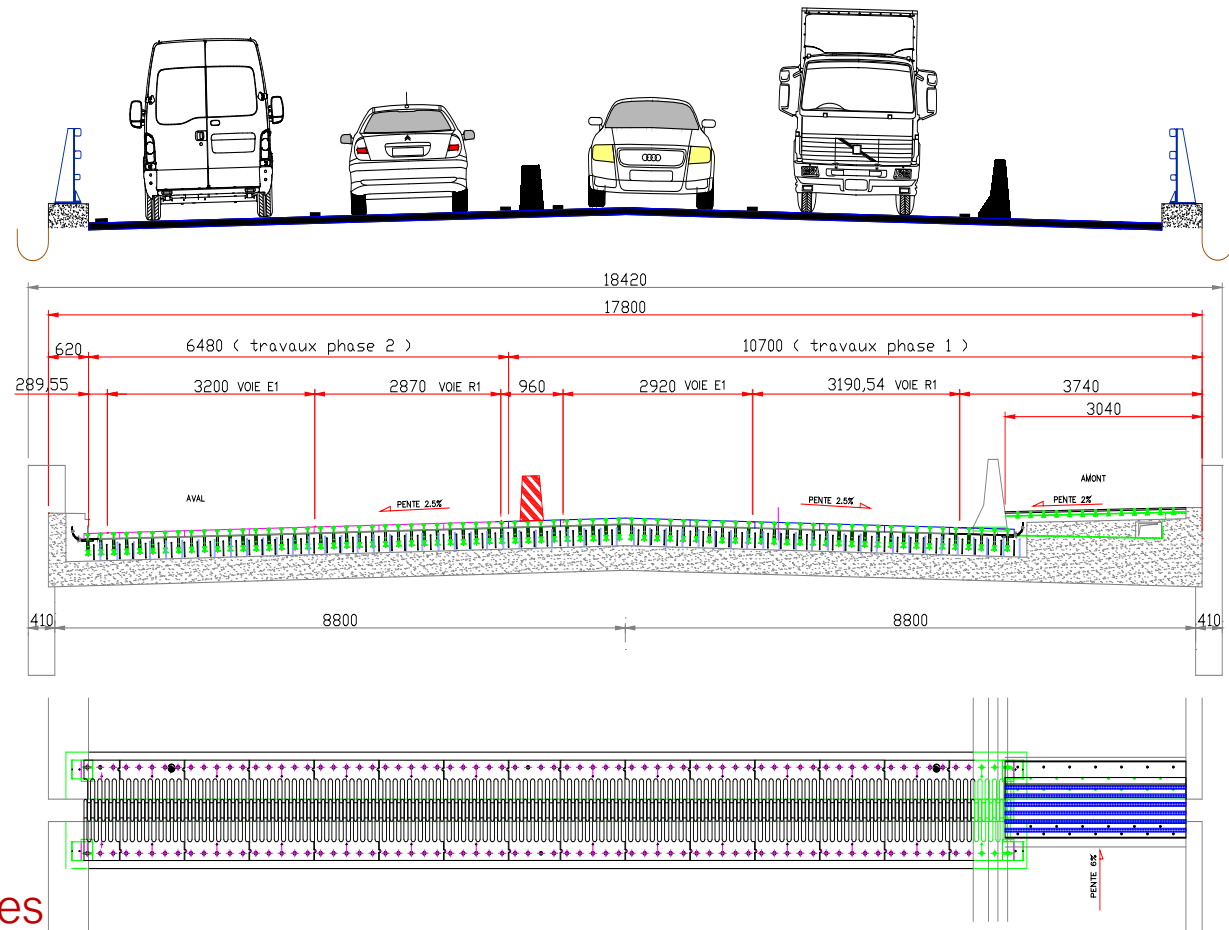 18420
17800
620
6480 ( travaux phase 2 )
10700 ( travaux phase 1 )
289,55
3200 VOIE E1
2870 VOIE R1
960
2920 VOIE E1
3190,54 VOIE R1
3740
3040
AVAL
PENTE 2.5%
PENTE 2.5%
AMONT
PENTE 2%
410
8800
8800
410
PENTE 6%
es